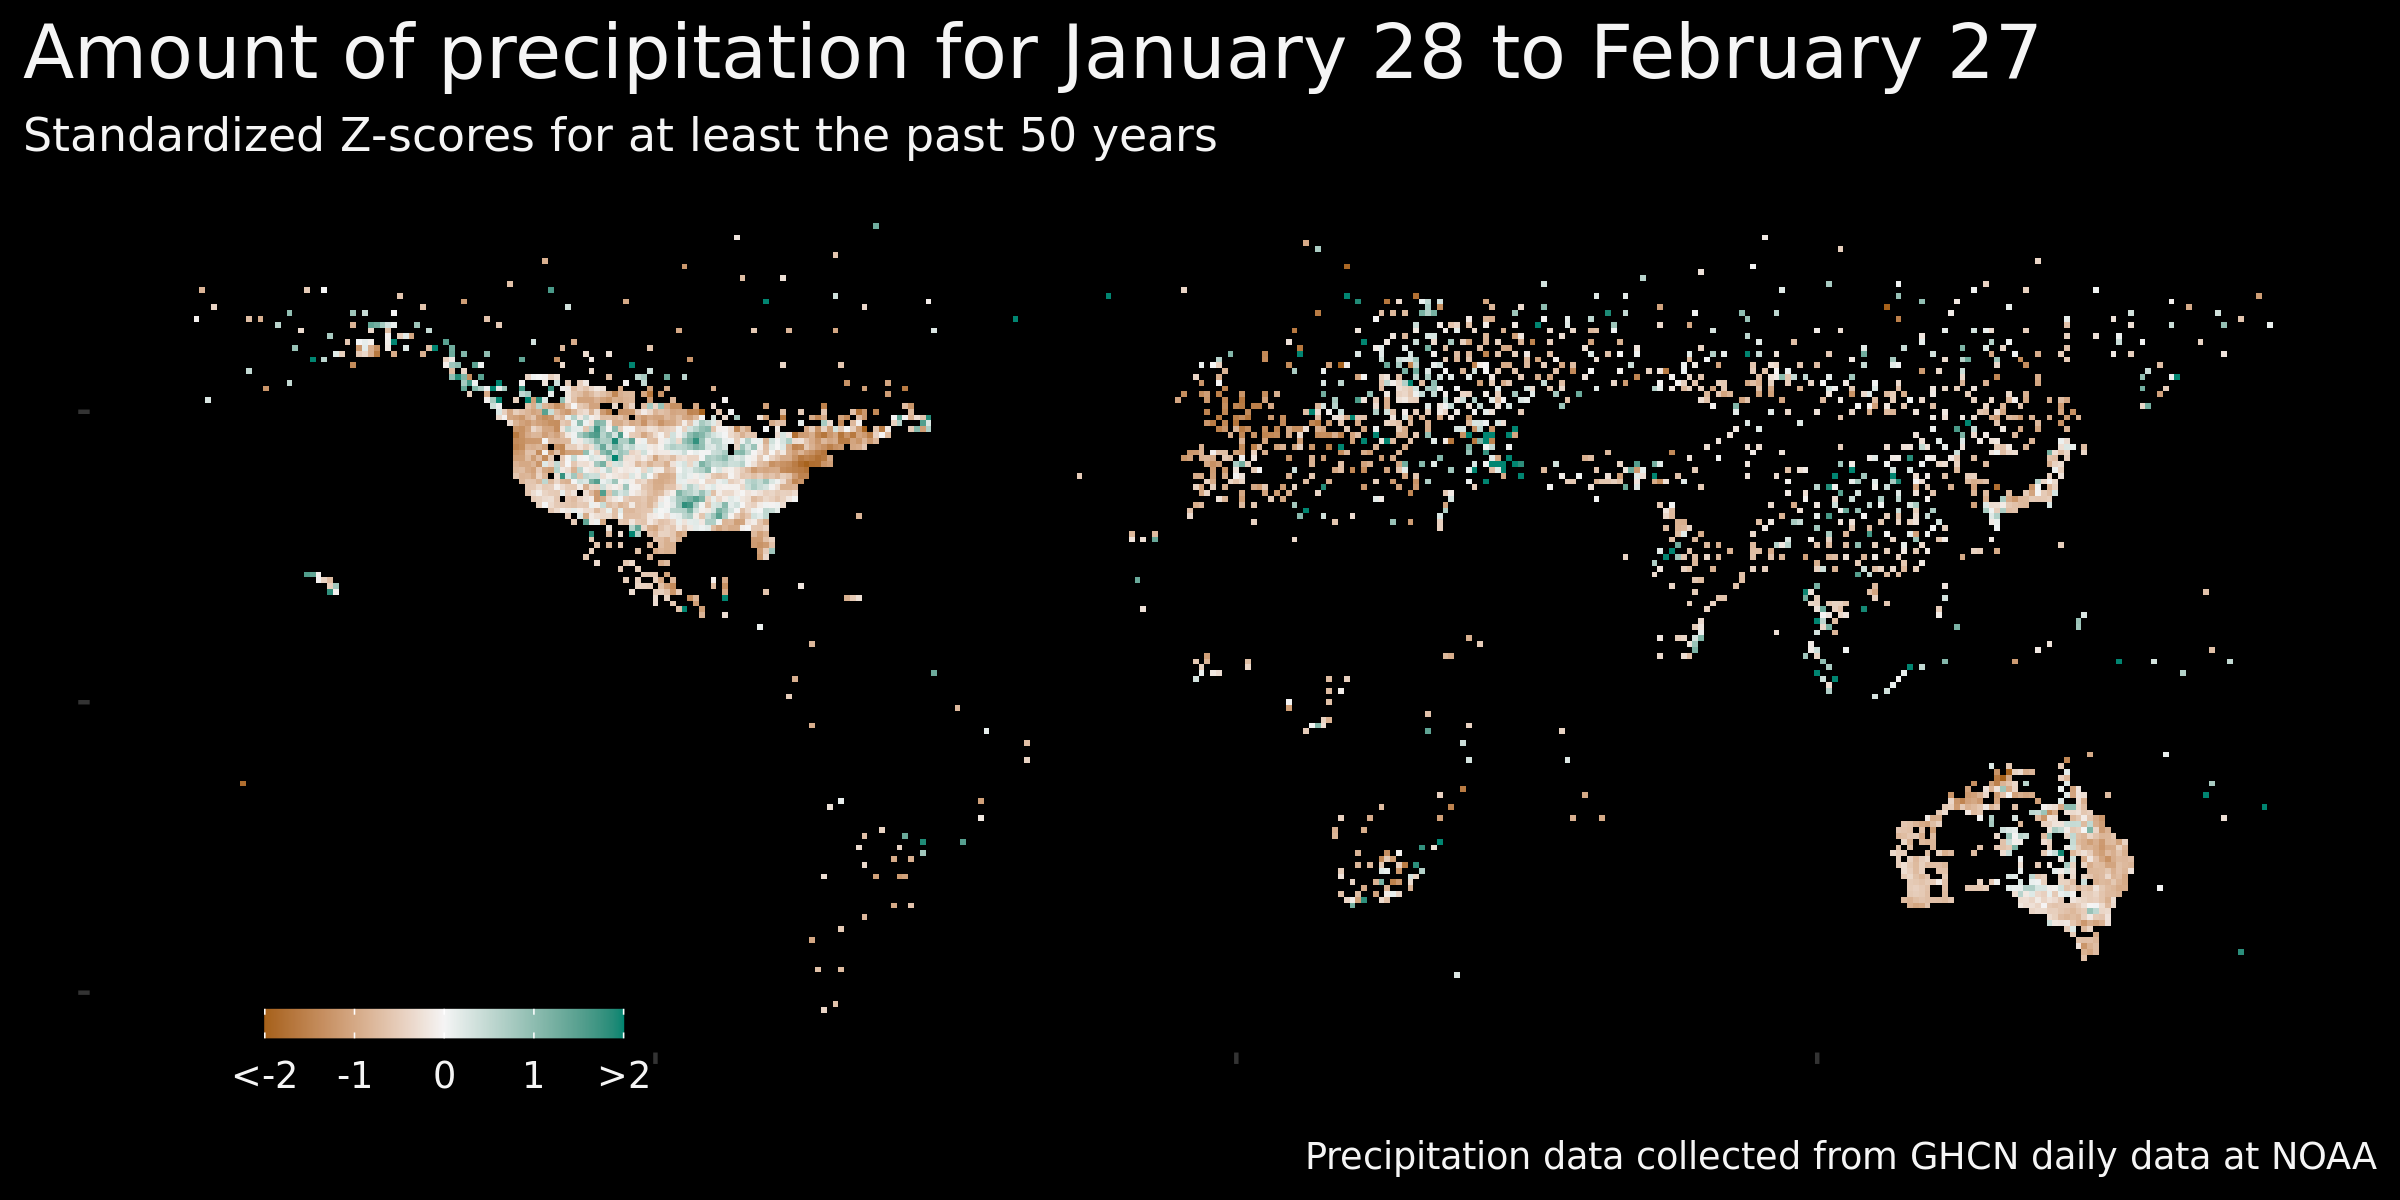 Amount of precipitation for January 28 to February 27
Standardized Z-scores for at least the past 50 years
<-2 -1 0 1 >2
Precipitation data collected from GHCN daily data at NOAA